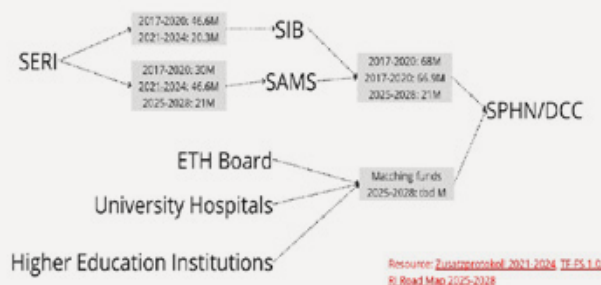 2017-2020: 46.6M
2021-2024: 20.3M
SIB
SERI
2017-2020: 30M
2021-2024: 46.6M
2025-2028: 21M
SAMS
2017-2020: 68M
2017-2020: 66.9M
2025-2028: 21M
SPHN/DCC
ETH Board
University Hospitals
Higher Education Institutions
Matching funds
2025-2028: tbd M
Resource: Zusatzprotokoll 2021-2024, TF-FS.1.0
RI Road Map 2025-2028